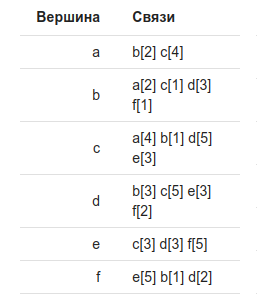 Вершина Связи
a b[2] c[4]
b a[2] c[1] d[3]
f[1]
c a[4] b[1] d[5]
e[3]
d b[3] c[5] e[3]
f[2]
e c[3] d[3] f[5]
f e[5] b[1] d[2]